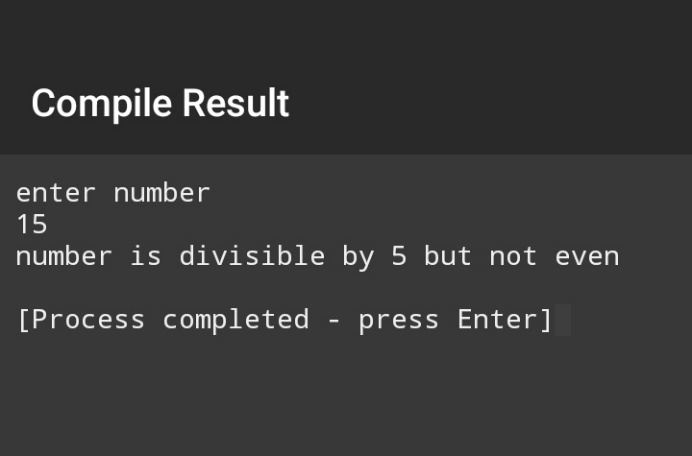 Compile Result
enter number
15
number is divisible by 5 but not even
[Process completed - press Enter]